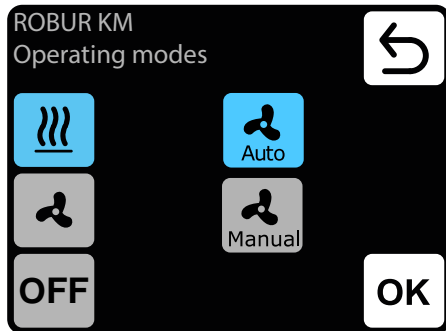 ROBUR KM
Operating modes
Auto
Manual
OFF
OK